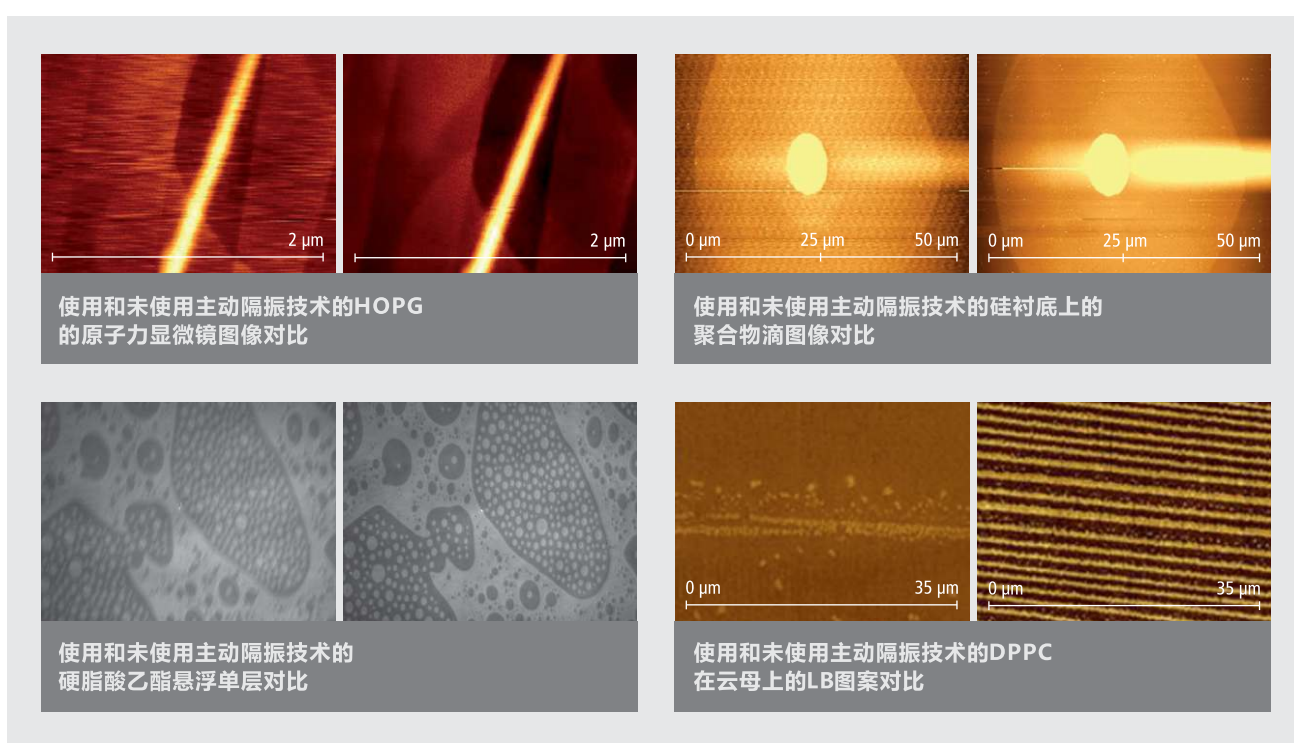 2 μm
2 μm
0 μm 25 μm 50 μm
0 μm 25 μm 50 μm
使用和未使用主动隔振技术的HOPG
的原子力显微镜图像对比
使用和未使用主动隔振技术的硅衬底上的
聚合物滴图像对比
0 μm 35 μm
0 μm 35 μm
使用和未使用主动隔振技术的
硬脂酸乙酯悬浮单层对比
使用和未使用主动隔振技术的DPPC
在云母上的LB图案对比